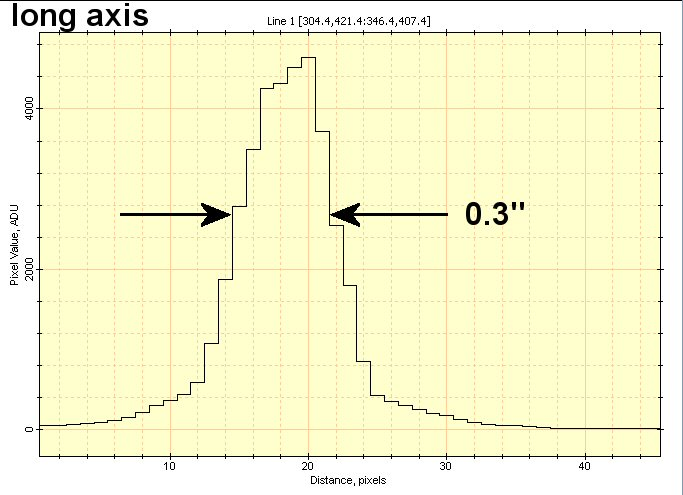 long axis
Line 1 [304.4,421.4:346.4,407.4]
Pixel Value, ADU
4000
2000
0
0.3"
10 20 30 40
Distance, pixels